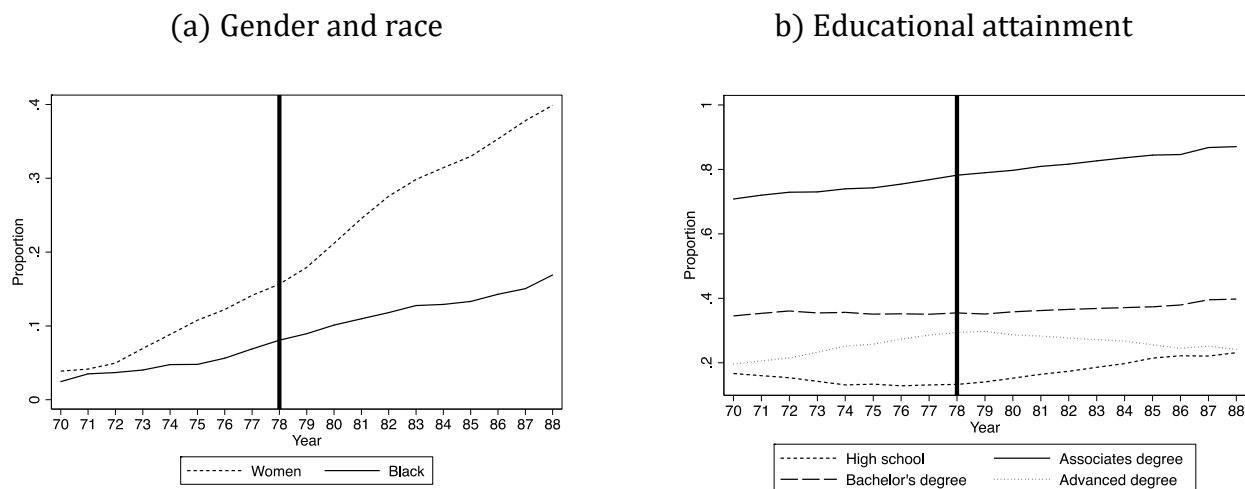 (a) Gender and race
Proportion
.4
.3
.2
.1
0
70 71 72 73 74 75 76 77 78 79 80 81 82 83 84 85 86 87 88
Year
Women Black
b) Educational attainment
Proportion
1
.8
.6
.4
.2
70 71 72 73 74 75 76 77 78 79 80 81 82 83 84 85 86 87 88
Year
High school Associates degree
Bachelor's degree Advanced degree